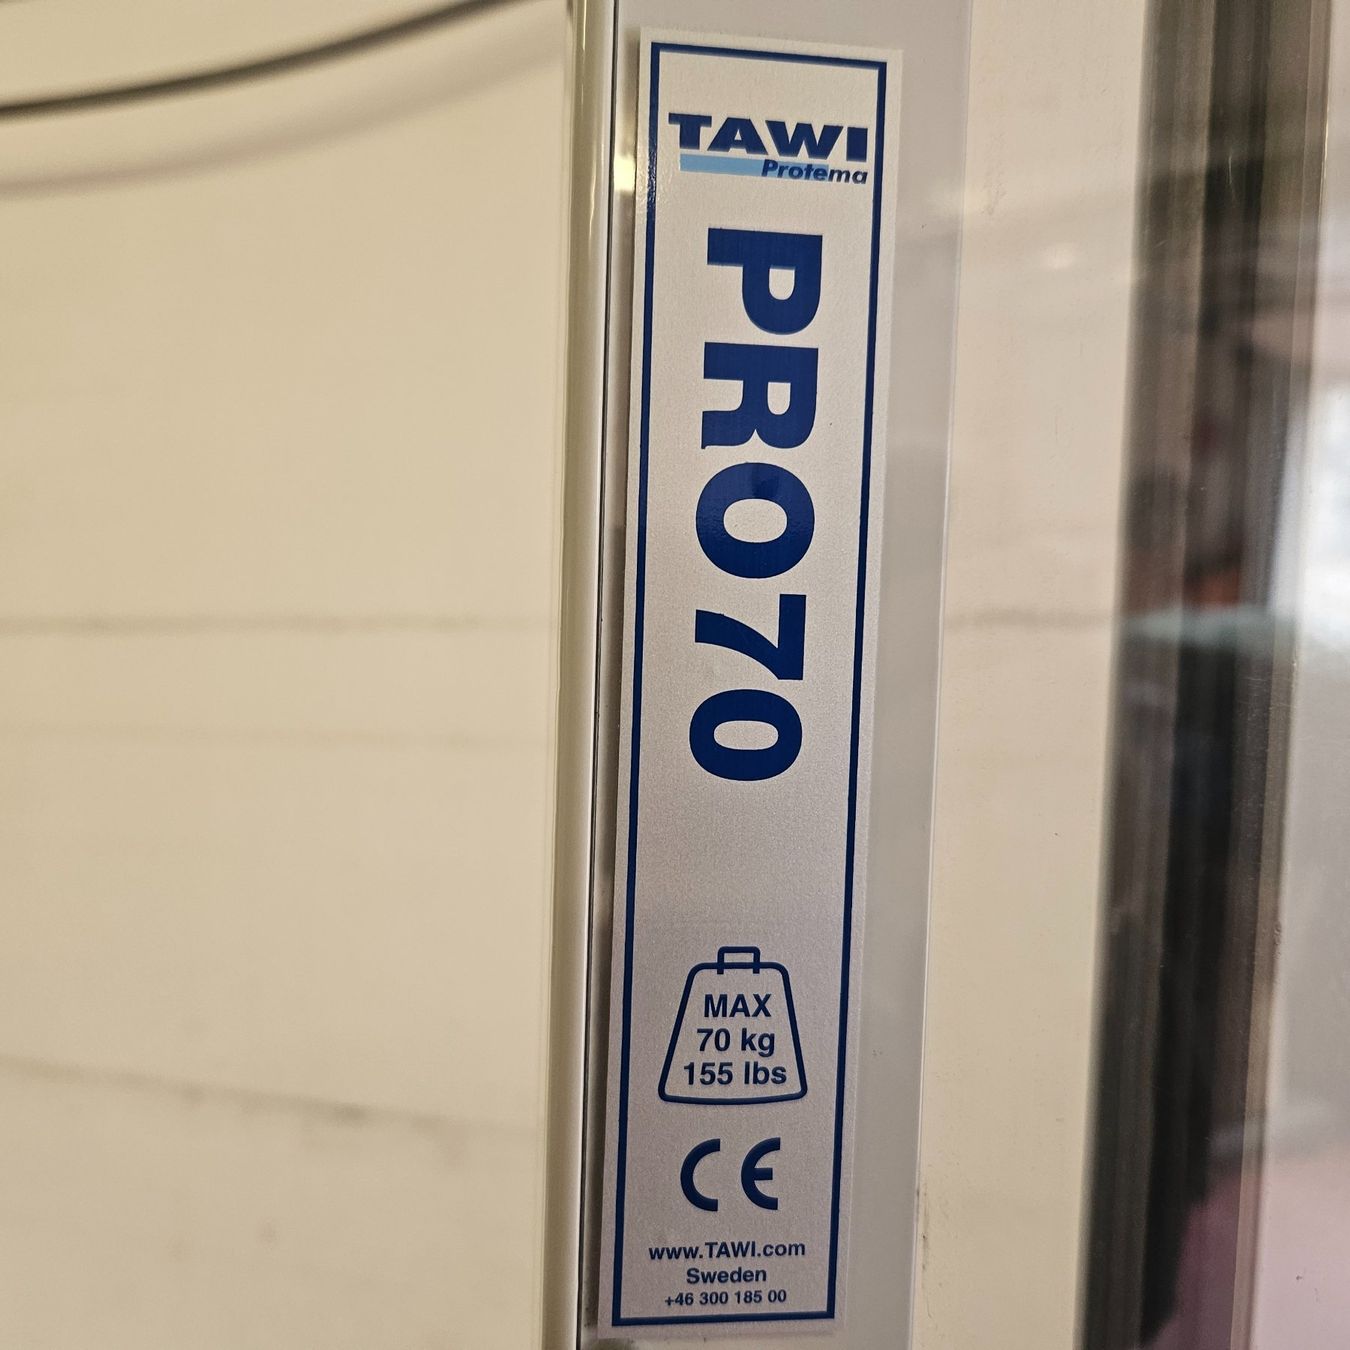 TAWI
Protema
PRO70
MAX
70 kg
155 lbs
CE
www.TAWI.com
Sweden
+46 300 185 00